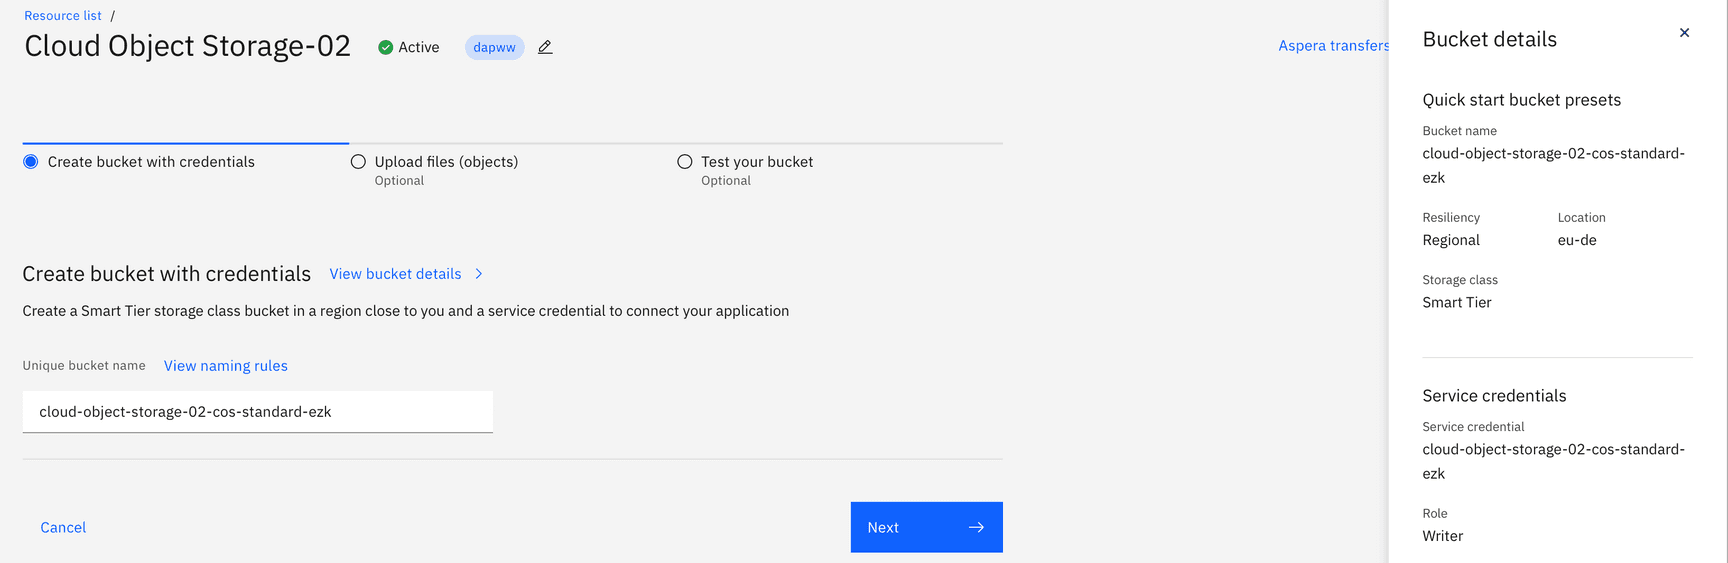 Resource list /
Cloud Object Storage-02 Active dapww
Aspera transfers
Create bucket with credentials
Upload files (objects)
Optional
Test your bucket
Optional
Create bucket with credentials View bucket details
Create a Smart Tier storage class bucket in a region close to you and a service credential to connect your application
Unique bucket name View naming rules
cloud-object-storage-02-cos-standard-ezk
Cancel
Next
Bucket details
Quick start bucket presets
Bucket name
cloud-object-storage-02-cos-standard-
ezk
Resiliency Location
Regional eu-de
Storage class
Smart Tier
Service credentials
Service credential
cloud-object-storage-02-cos-standard-
ezk
Role
Writer